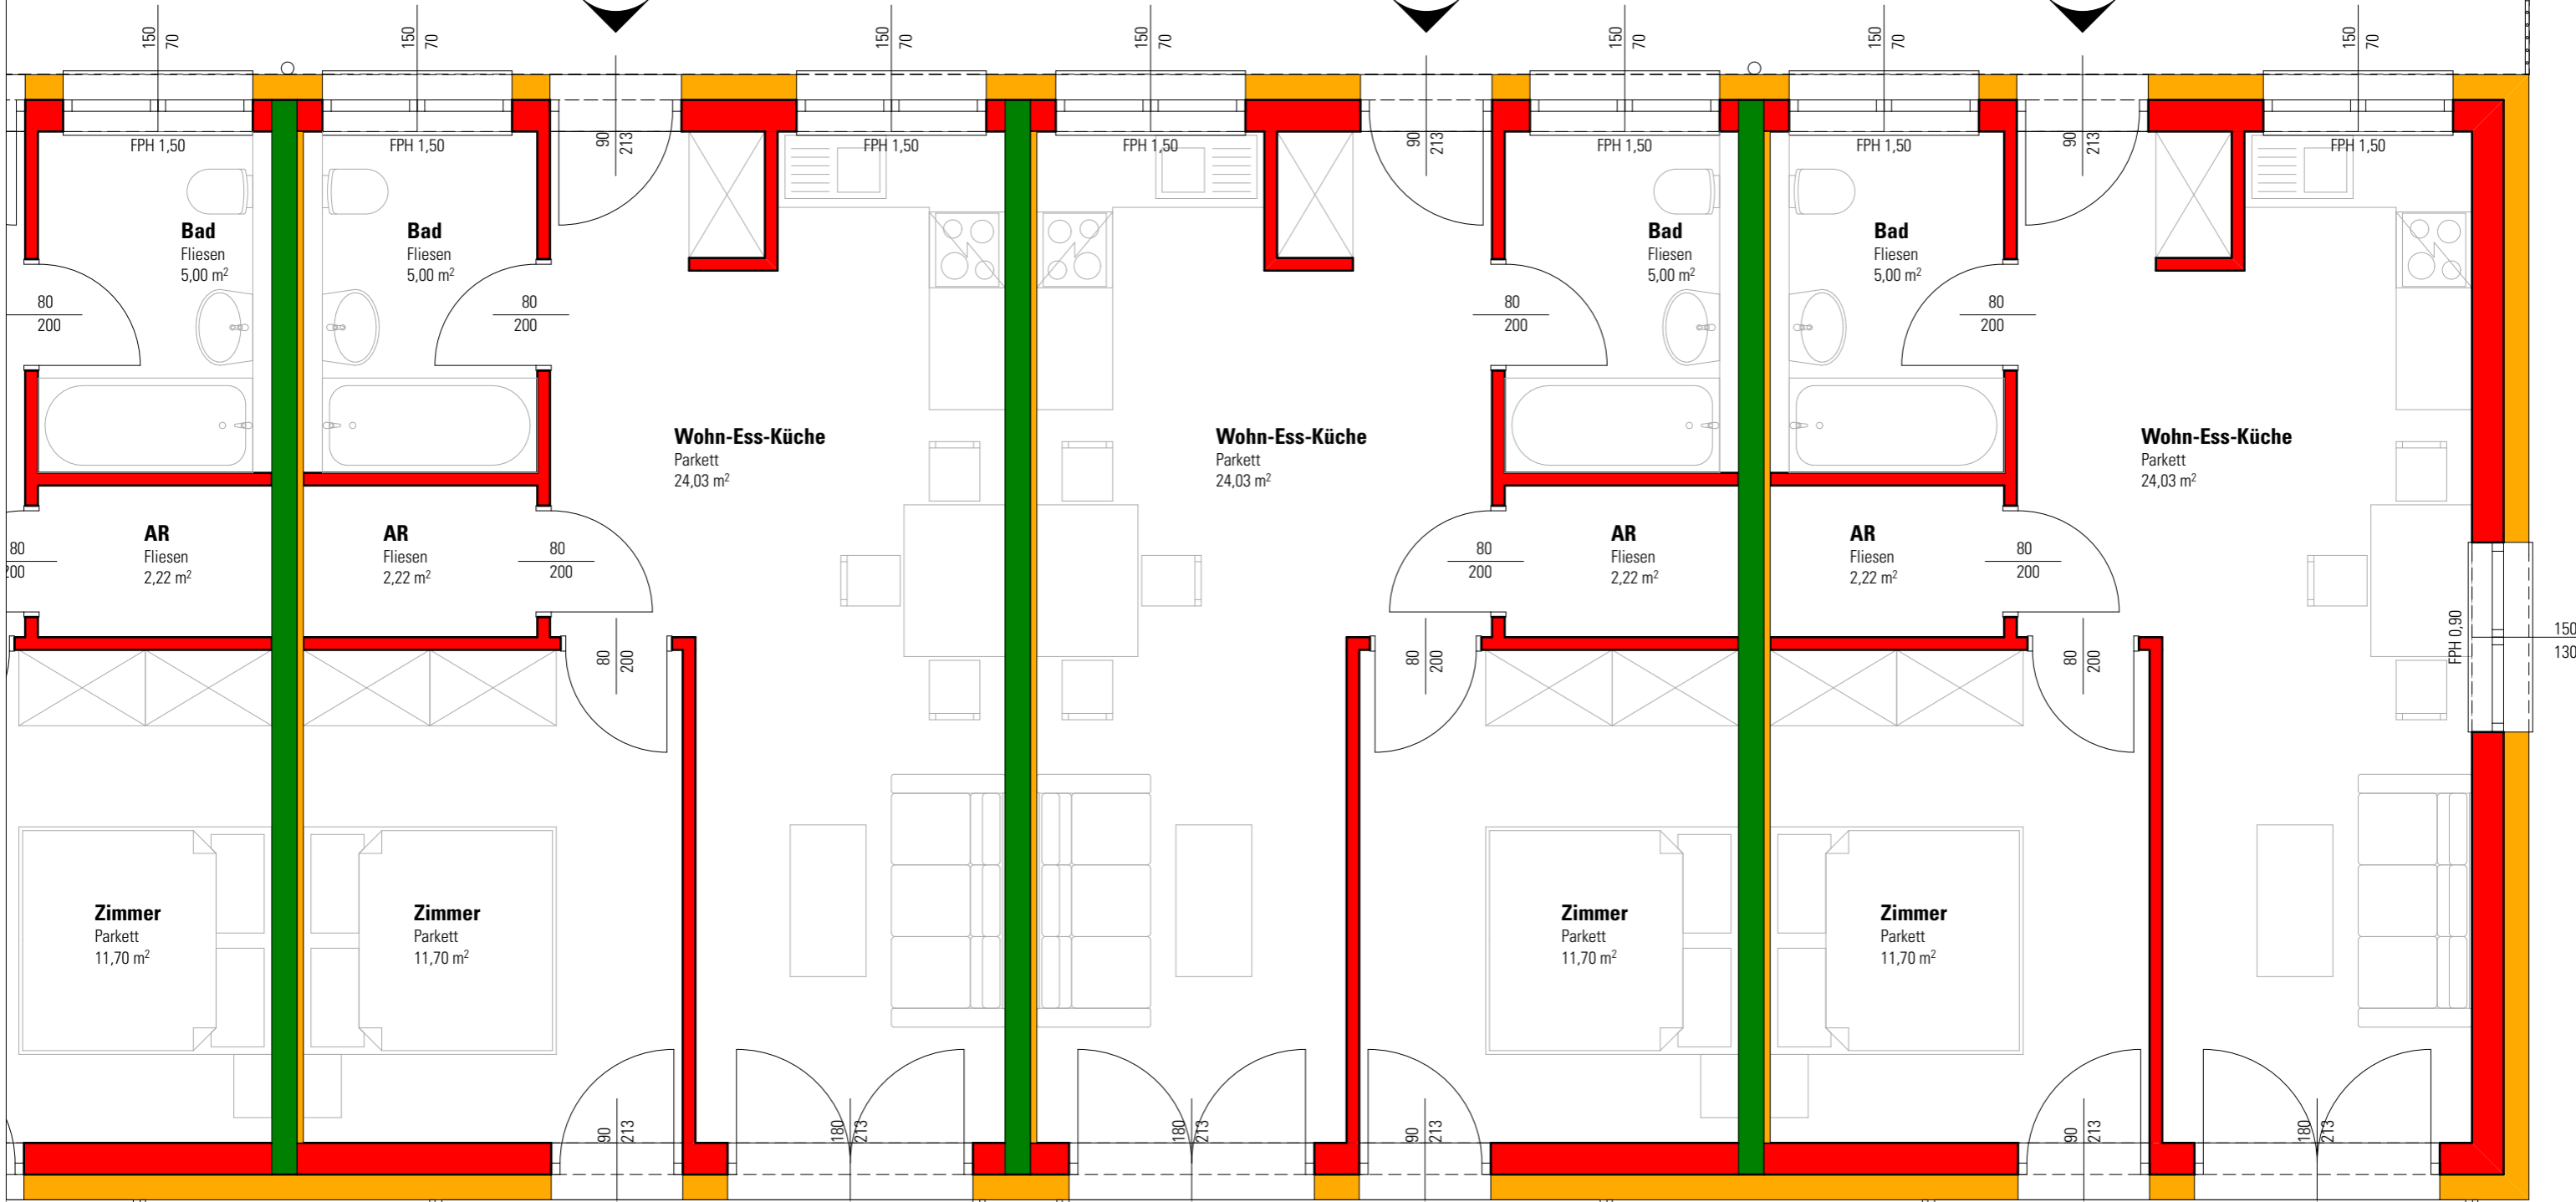 150
70
150
70
150
70
150
70
150
70
150
70
150
70
FPH 1,50
FPH 1,50
90
213
FPH 1,50
FPH 1,50
90
213
FPH 1,50
FPH 1,50
90
213
FPH 1,50
Bad
Fliesen
5,00 m²
Bad
Fliesen
5,00 m²
Bad
Fliesen
5,00 m²
Bad
Fliesen
5,00 m²
80
200
80
200
80
200
80
200
Wohn-Ess-Küche
Parkett
24,03 m²
Wohn-Ess-Küche
Parkett
24,03 m²
Wohn-Ess-Küche
Parkett
24,03 m²
80
200
AR
Fliesen
2,22 m²
AR
Fliesen
2,22 m²
80
200
80
200
AR
Fliesen
2,22 m²
AR
Fliesen
2,22 m²
80
200
80
200
80
200
80
200
FPH 0,90
150
130
Zimmer
Parkett
11,70 m²
Zimmer
Parkett
11,70 m²
Zimmer
Parkett
11,70 m²
Zimmer
Parkett
11,70 m²
90
213
180
213
180
213
90
213
90
213
180
213